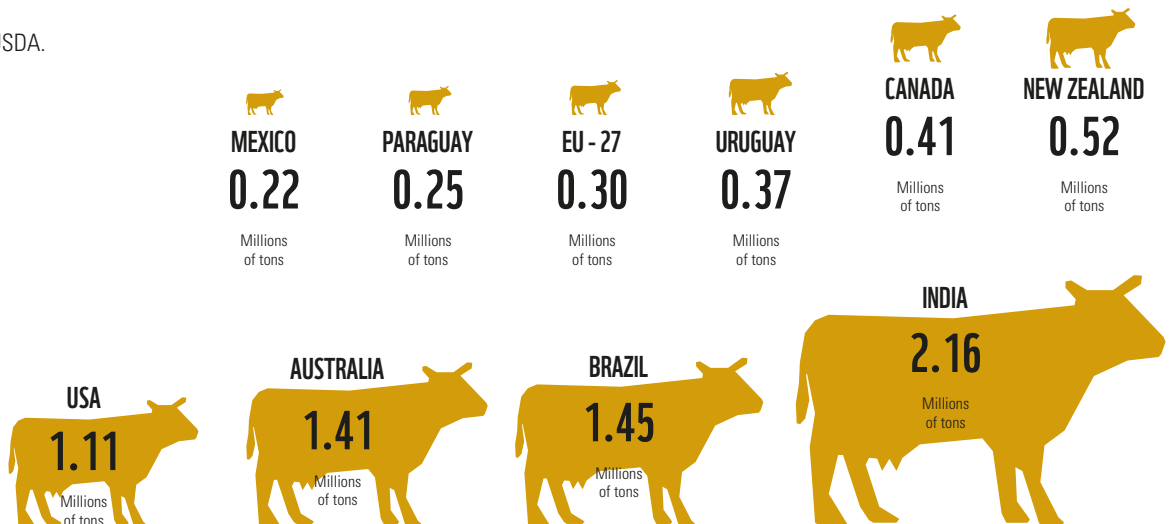 USDA.
MEXICO
0.22
Millions
of tons
PARAGUAY
0.25
Millions
of tons
EU - 27
0.30
Millions
of tons
URUGUAY
0.37
Millions
of tons
CANADA
0.41
Millions
of tons
NEW ZEALAND
0.52
Millions
of tons
USA
1.11
Millions
of tons
AUSTRALIA
1.41
Millions
of tons
BRAZIL
1.45
Millions
of tons
INDIA
2.16
Millions
of tons